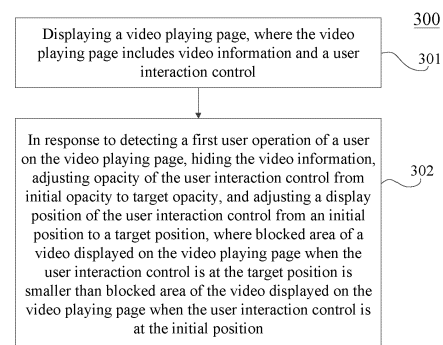 300
Displaying a video playing page, where the video
playing page includes video information and a user
interaction control
301
In response to detecting a first user operation of a user
on the video playing page, hiding the video information,
adjusting opacity of the user interaction control from
initial opacity to target opacity, and adjusting a display
position of the user interaction control from an initial
position to a target position, where blocked area of a
video displayed on the video playing page when the
user interaction control is at the target position is
smaller than blocked area of the video displayed on the
video playing page when the user interaction control is
at the initial position
302